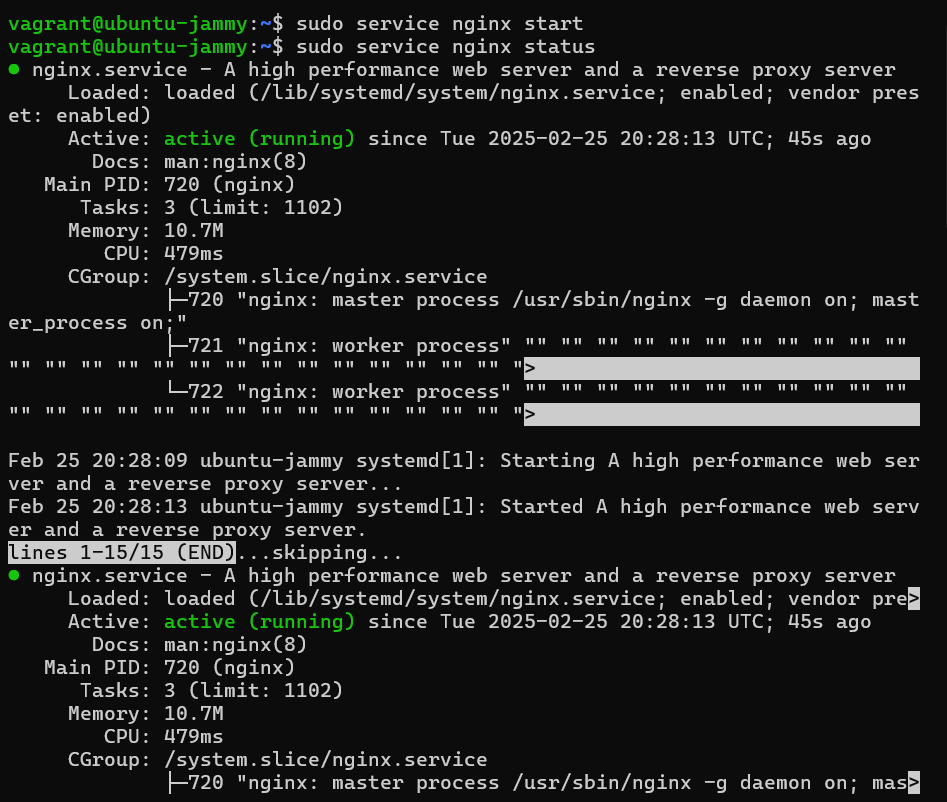 vagrant@ubuntu-jammy:~$ sudo service nginx start
vagrant@ubuntu-jammy:~$ sudo service nginx status
● nginx.service - A high performance web server and a reverse proxy server
     Loaded: loaded (/lib/systemd/system/nginx.service; enabled; vendor pres
et: enabled)
     Active: active (running) since Tue 2025-02-25 20:28:13 UTC; 45s ago
       Docs: man:nginx(8)
   Main PID: 720 (nginx)
      Tasks: 3 (limit: 1102)
     Memory: 10.7M
        CPU: 479ms
     CGroup: /system.slice/nginx.service
             ├─720 "nginx: master process /usr/sbin/nginx -g daemon on; mast
er_process on;"
             ├─721 "nginx: worker process" "" "" "" "" "" "" "" "" "" "" ""
"" "" "" "" "" "" "" "" "" "" "" "" "" "" ">
             └─722 "nginx: worker process" "" "" "" "" "" "" "" "" "" "" ""
"" "" "" "" "" "" "" "" "" "" "" "" "" "" ">
Feb 25 20:28:09 ubuntu-jammy systemd[1]: Starting A high performance web ser
ver and a reverse proxy server...
Feb 25 20:28:13 ubuntu-jammy systemd[1]: Started A high performance web serv
er and a reverse proxy server.
lines 1-15/15 (END)...skipping...
● nginx.service - A high performance web server and a reverse proxy server
     Loaded: loaded (/lib/systemd/system/nginx.service; enabled; vendor pre>
     Active: active (running) since Tue 2025-02-25 20:28:13 UTC; 45s ago
       Docs: man:nginx(8)
   Main PID: 720 (nginx)
      Tasks: 3 (limit: 1102)
     Memory: 10.7M
        CPU: 479ms
     CGroup: /system.slice/nginx.service
             ├─720 "nginx: master process /usr/sbin/nginx -g daemon on; mas>